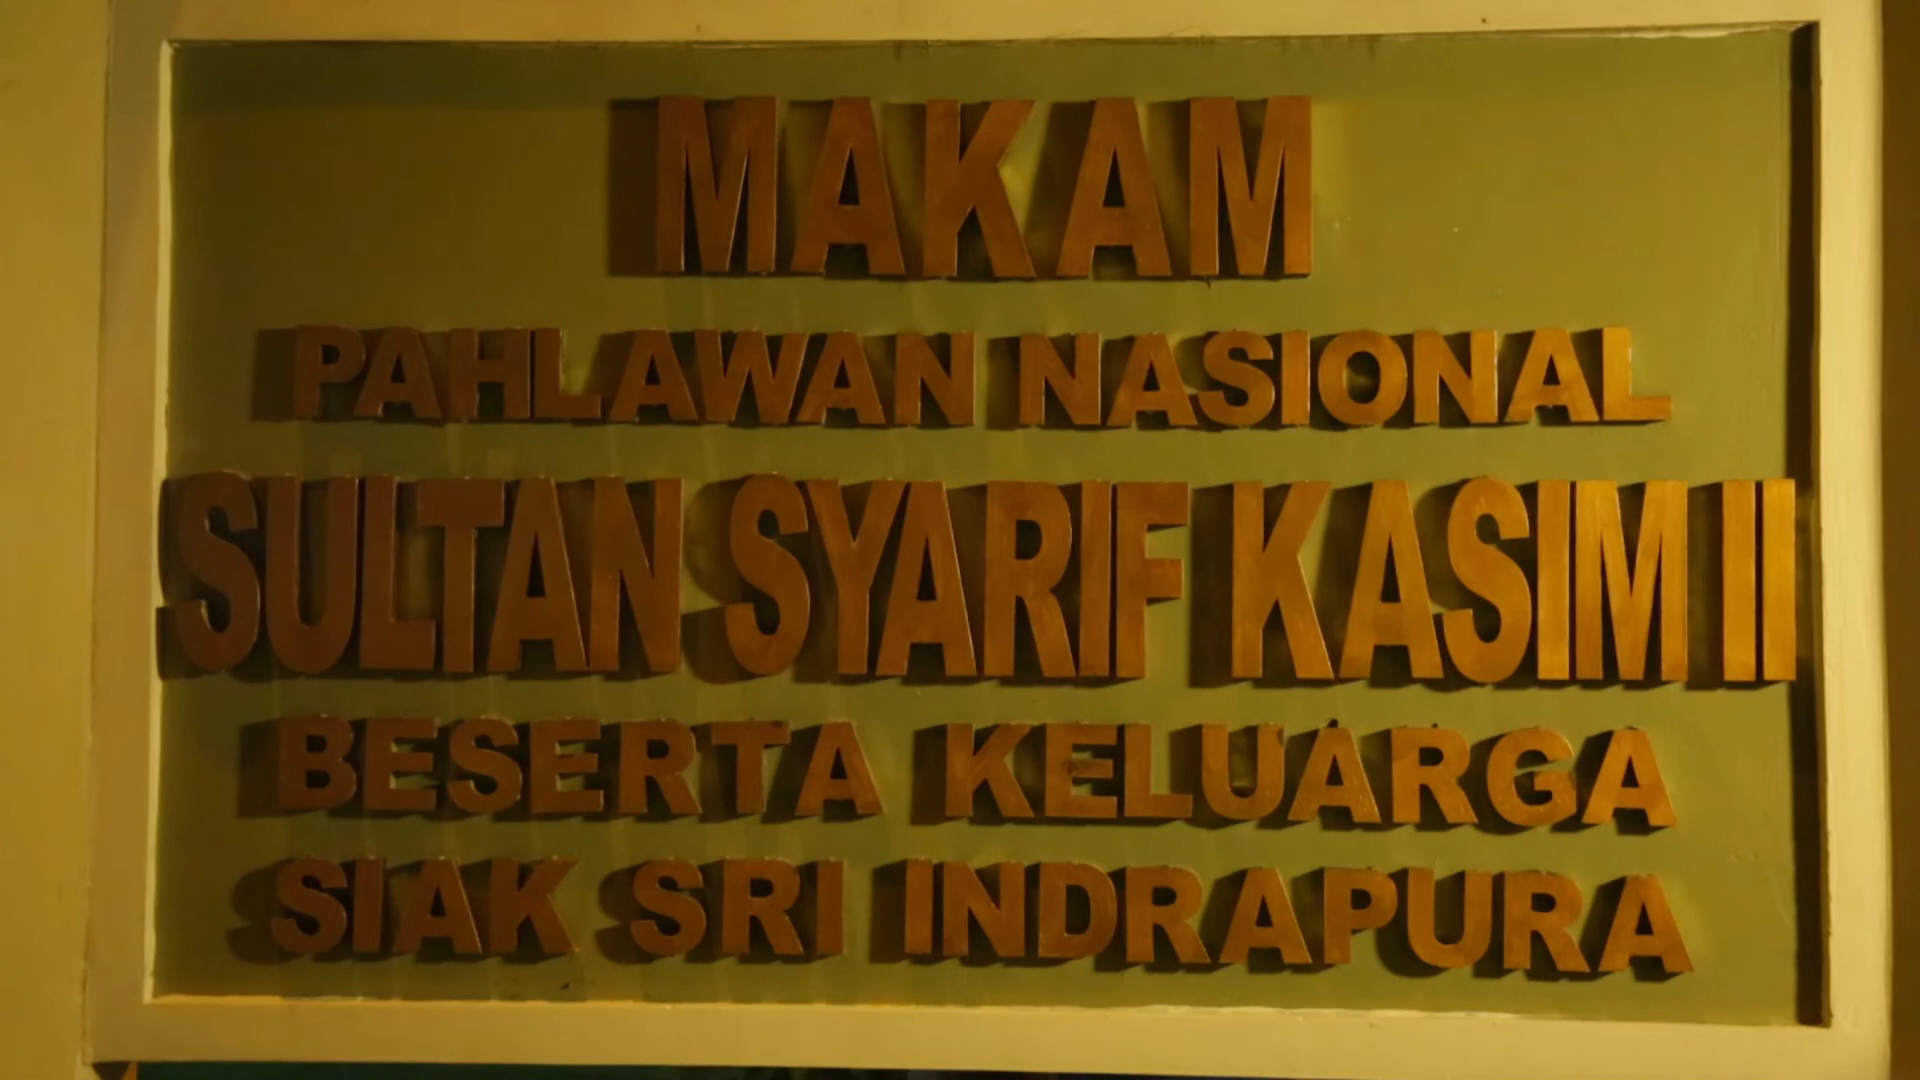 MAKAM
PAHLAWAN NASIONAL
SULTAN SYARIF KASIM II
BESERTA KELUARGA
SIAK SRI INDRAPURA